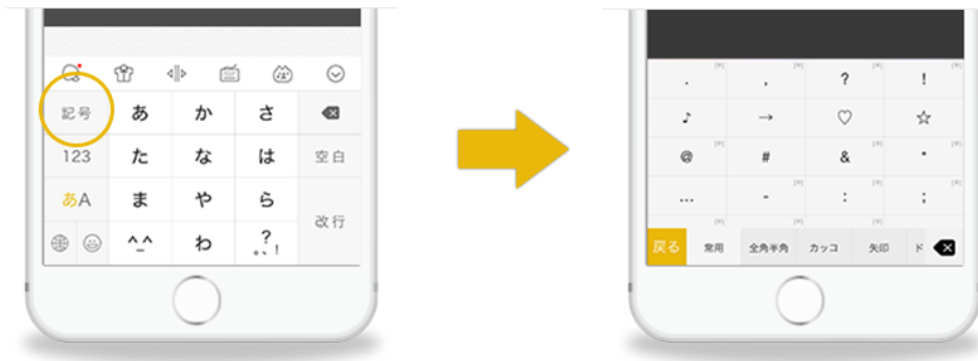 記号 あ か さ
123 た な は 空白
あA ま や ら 改行
^_^ わ 。、?!
. , ? !
♪ → ♡ ☆
@ # &
… - : ;
戻る 常用 全角半角 カッコ 矢印 ド